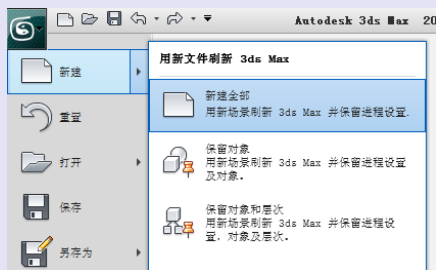 Autodesk 3ds Max 20
新建
重置
打开
保存
另存为
用新文件刷新 3ds Max
新建全部
用新场景刷新 3ds Max 并保留进程设置.
保留对象
用新场景刷新 3ds Max 并保留进程设置
及对象.
保留对象和层次
用新场景刷新 3ds Max 并保留进程设
置. 对象及层次.